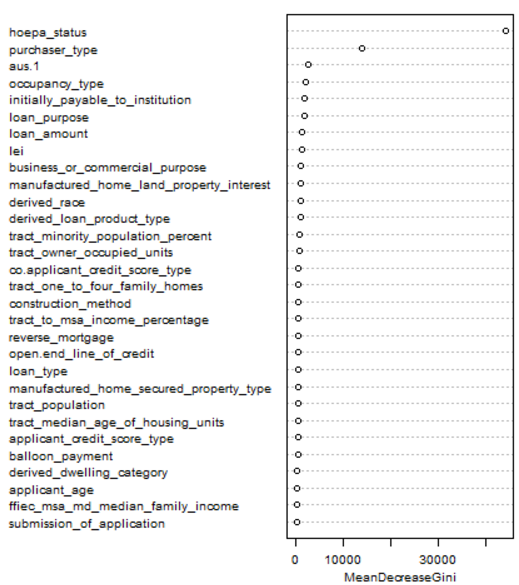 hoepa_status
purchaser_type
aus.1
occupancy_type
initially_payable_to_institution
loan_purpose
loan_amount
lei
business_or_commercial_purpose
manufactured_home_land_property_interest
derived_race
derived_loan_product_type
tract_minority_population_percent
tract_owner_occupied_units
co.applicant_credit_score_type
tract_one_to_four_family_homes
construction_method
tract_to_msa_income_percentage
reverse_mortgage
open.end_line_of_credit
loan_type
manufactured_home_secured_property_type
tract_population
tract_median_age_of_housing_units
applicant_credit_score_type
balloon_payment
derived_dwelling_category
applicant_age
ffiec_msa_md_median_family_income
submission_of_application
0 10000 30000
MeanDecreaseGini